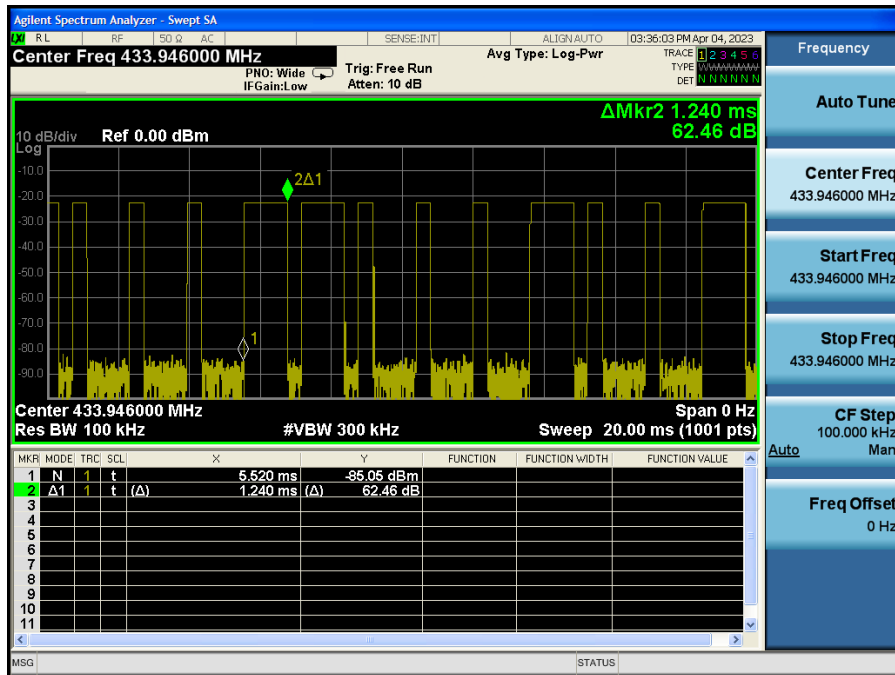 Agilent Spectrum Analyzer - Swept SA
LXI RL RF 50 Ω AC SENSE:INT ALIGN AUTO 03:36:03 PM Apr 04, 2023
Center Freq 433.946000 MHz
PNO: Wide
IFGain:Low
Trig: Free Run
Atten: 10 dB
Avg Type: Log-Pwr
TRACE 1 2 3 4 5 6
TYPE
DET N N N N N N
ΔMkr2 1.240 ms
62.46 dB
10 dB/div Ref 0.00 dBm
Log
-10.0
-20.0
-30.0
-40.0
-50.0
-60.0
-70.0
-80.0
-90.0
2Δ1
1
Center 433.946000 MHz Span 0 Hz
Res BW 100 kHz #VBW 300 kHz Sweep 20.00 ms (1001 pts)
MKR MODE TRC SCL X Y FUNCTION FUNCTION WIDTH FUNCTION VALUE
1 N 1 t 5.520 ms -85.05 dBm
2 Δ1 1 t (Δ) 1.240 ms (Δ) 62.46 dB
3
4
5
6
7
8
9
10
11
MSG STATUS
Frequency
Auto Tune
Center Freq
433.946000 MHz
Start Freq
433.946000 MHz
Stop Freq
433.946000 MHz
CF Step
100.000 kHz
Auto Man
Freq Offset
0 Hz